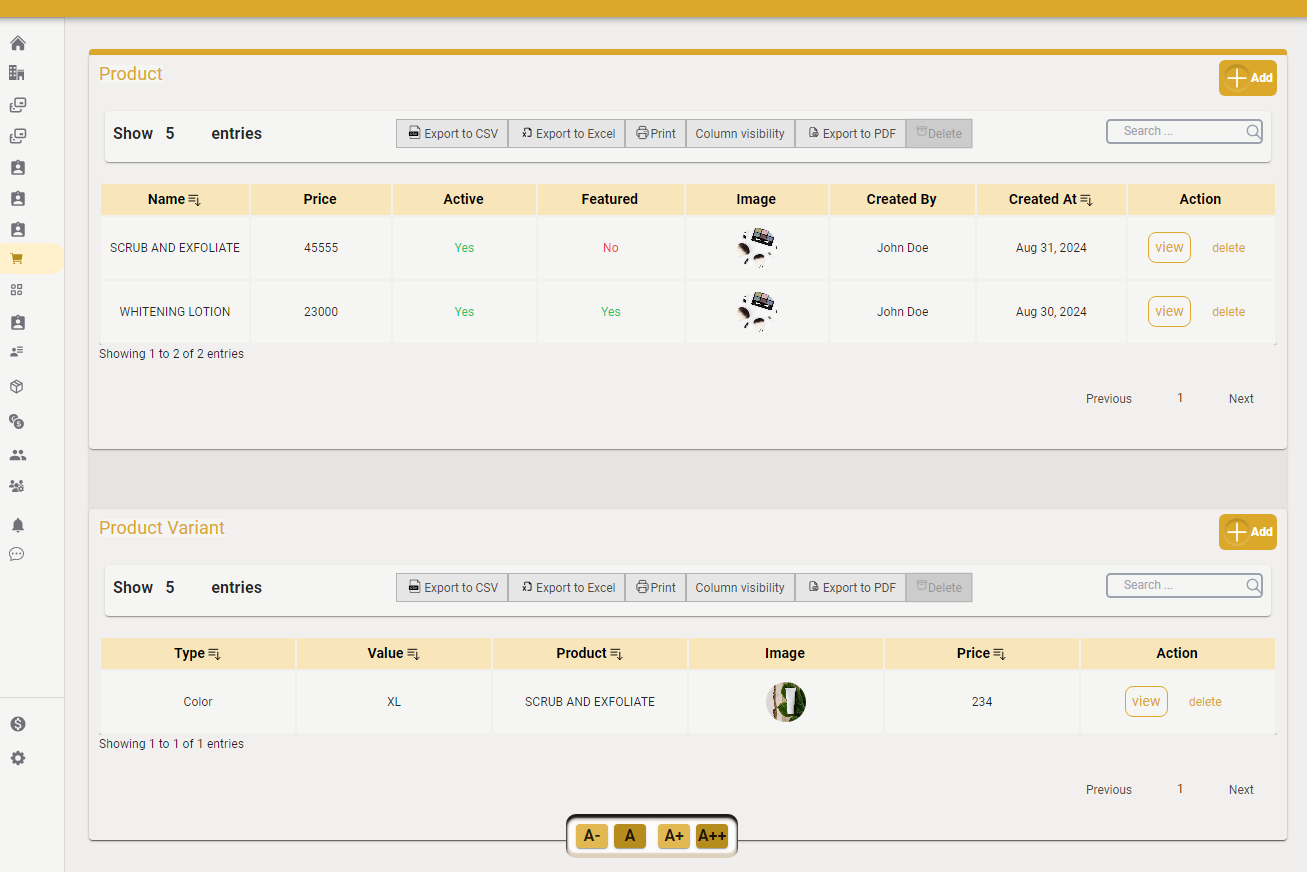 Product
Add
Show 5 entries
Export to CSV Export to Excel Print Column visibility Export to PDF Delete
Search ...
Name Price Active Featured Image Created By Created At Action
SCRUB AND EXFOLIATE 45555 Yes No John Doe Aug 31, 2024 view delete
WHITENING LOTION 23000 Yes Yes John Doe Aug 30, 2024 view delete
Showing 1 to 2 of 2 entries
Previous 1 Next
Product Variant
Add
Show 5 entries
Export to CSV Export to Excel Print Column visibility Export to PDF Delete
Search ...
Type Value Product Image Price Action
Color XL SCRUB AND EXFOLIATE 234 view delete
Showing 1 to 1 of 1 entries
Previous 1 Next
A- A A+ A++